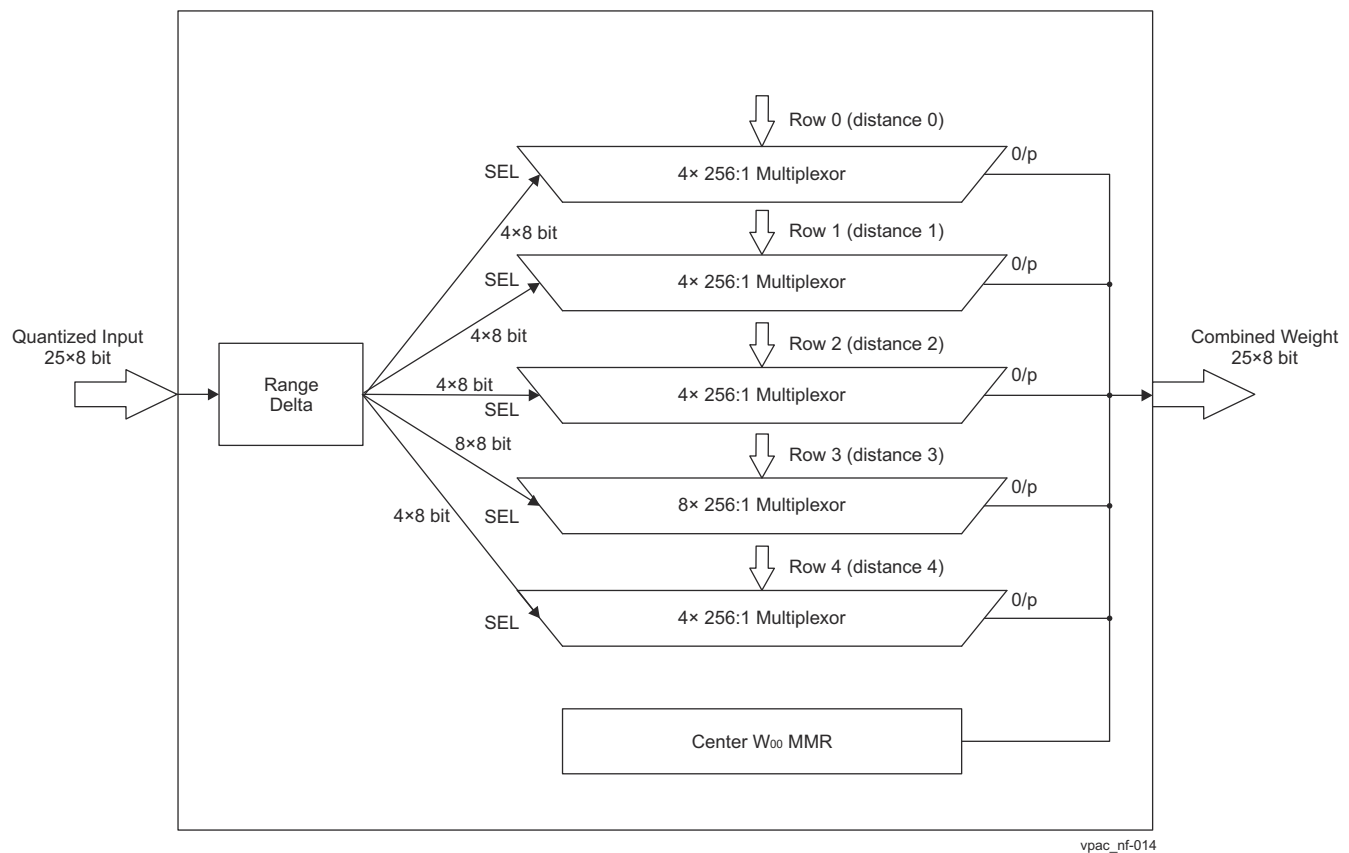 Row 0 (distance 0)
0/p
SEL
4× 256:1 Multiplexor
4×8 bit
Row 1 (distance 1)
0/p
SEL
4× 256:1 Multiplexor
4×8 bit
Quantized Input
25×8 bit
Range
Delta
Row 2 (distance 2)
0/p
4×8 bit
SEL
4× 256:1 Multiplexor
Combined Weight
25×8 bit
8×8 bit
Row 3 (distance 3)
0/p
SEL
8× 256:1 Multiplexor
4×8 bit
Row 4 (distance 4)
0/p
SEL
4× 256:1 Multiplexor
Center W₀₀ MMR
vpac_nf-014